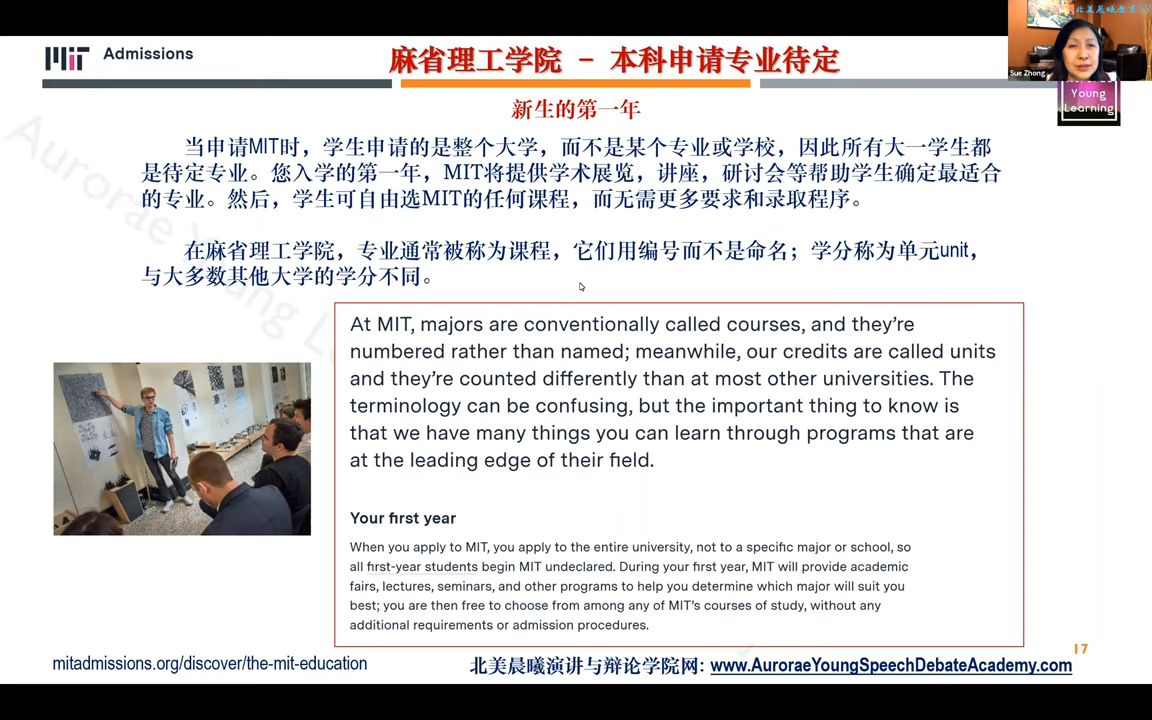 MIT Admissions
麻省理工学院 – 本科申请专业待定
北美晨曦教育
Sue Zhong
Young
Learning
新生的第一年
当申请MIT时，学生申请的是整个大学，而不是某个专业或学校，因此所有大一学生都
是待定专业。您入学的第一年，MIT将提供学术展览，讲座，研讨会等帮助学生确定最适合
的专业。然后，学生可自由选MIT的任何课程，而无需更多要求和录取程序。
在麻省理工学院，专业通常被称为课程，它们用编号而不是命名；学分称为单元unit，
与大多数其他大学的学分不同。
At MIT, majors are conventionally called courses, and they’re
numbered rather than named; meanwhile, our credits are called units
and they’re counted differently than at most other universities. The
terminology can be confusing, but the important thing to know is
that we have many things you can learn through programs that are
at the leading edge of their field.
Your first year
When you apply to MIT, you apply to the entire university, not to a specific major or school, so
all first-year students begin MIT undeclared. During your first year, MIT will provide academic
fairs, lectures, seminars, and other programs to help you determine which major will suit you
best; you are then free to choose from among any of MIT’s courses of study, without any
additional requirements or admission procedures.
17
mitadmissions.org/discover/the-mit-education
北美晨曦演讲与辩论学院网: www.AuroraeYoungSpeechDebateAcademy.com